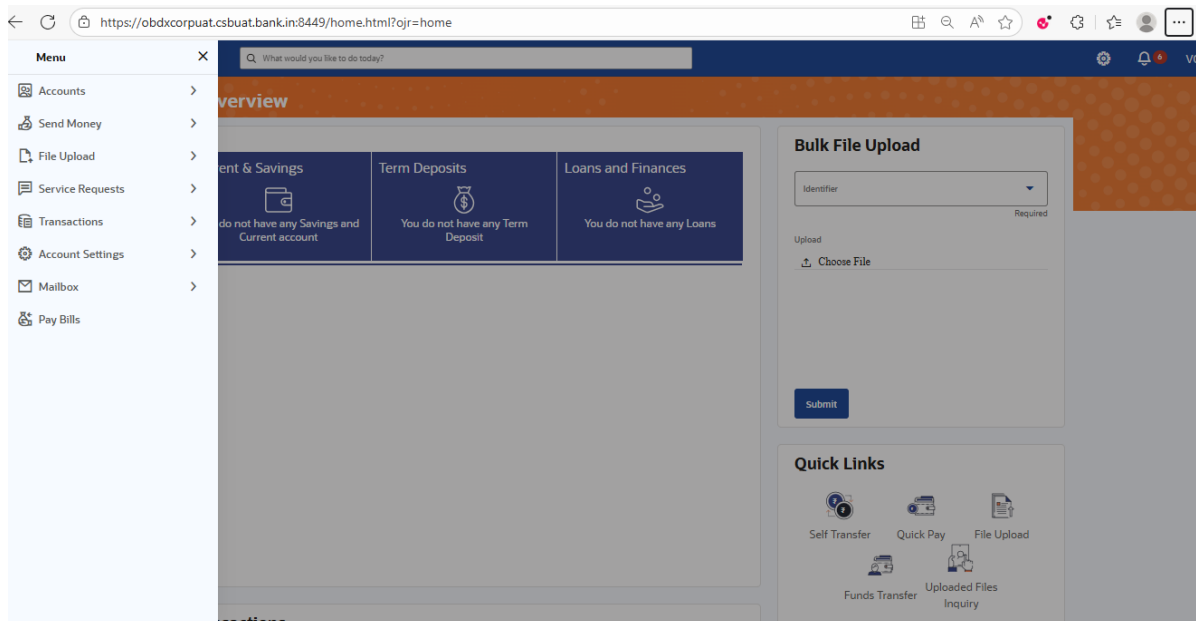 https://obdxcorpuat.csbuat.bank.in:8449/home.html?ojr=home
Menu
What would you like to do today?
6
Accounts
Send Money
File Upload
Service Requests
Transactions
Account Settings
Mailbox
Pay Bills
verview
ent & Savings
do not have any Savings and
Current account
Term Deposits
You do not have any Term
Deposit
Loans and Finances
You do not have any Loans
Bulk File Upload
Identifier
Required
Upload
Choose File
Submit
Quick Links
Self Transfer
Quick Pay
File Upload
Funds Transfer
Uploaded Files
Inquiry